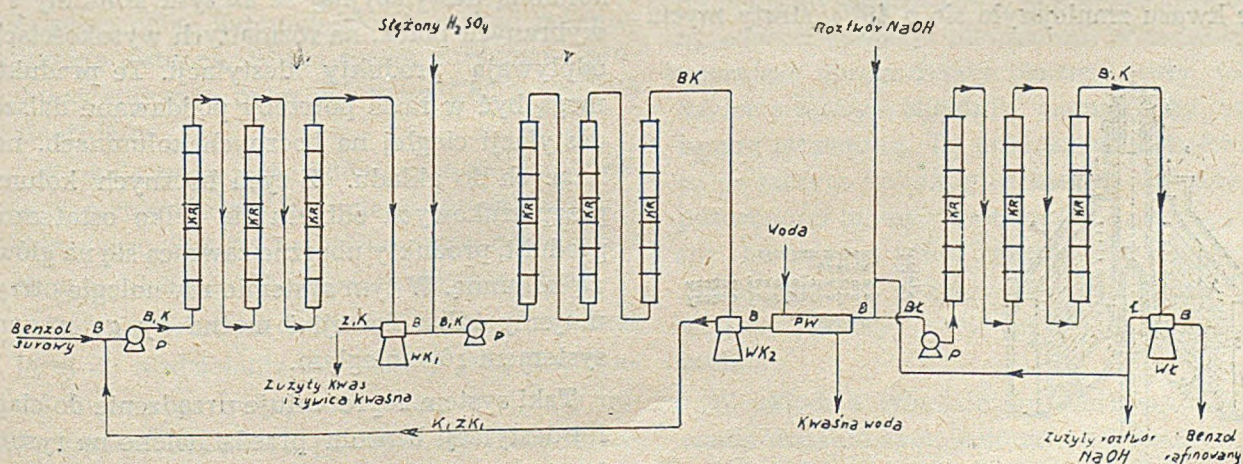 Stężony H₂SO₄
Roztwór NaOH
BK
B,K
KR
KR
KR
KR
KR
KR
KR
KR
KR
Woda
Benzol
surowy
B
B,K
P
Z,K
B
B,K
P
WK₁
B
WK₂
PW
B
BŁ
P
Ł
B
WŁ
Zużyty kwas
i żywica kwaśna
K₁ZK₁
Kwaśna woda
Zużyty roztwór
NaOH
Benzol
rafinowany